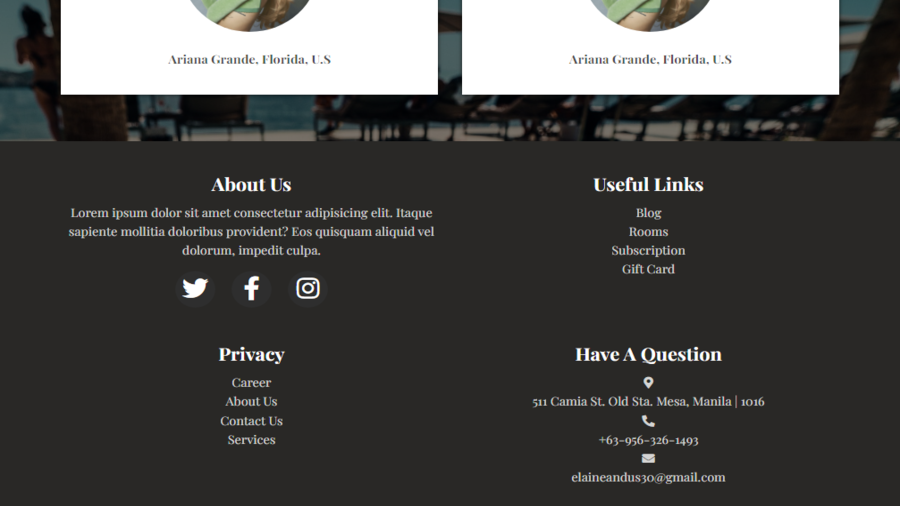 Ariana Grande, Florida, U.S
Ariana Grande, Florida, U.S
About Us
Lorem ipsum dolor sit amet consectetur adipisicing elit. Itaque
sapiente mollitia doloribus provident? Eos quisquam aliquid vel
dolorum, impedit culpa.
Useful Links
Blog
Rooms
Subscription
Gift Card
Privacy
Career
About Us
Contact Us
Services
Have A Question
511 Camia St. Old Sta. Mesa, Manila | 1016
+63-956-326-1493
elaineandus30@gmail.com